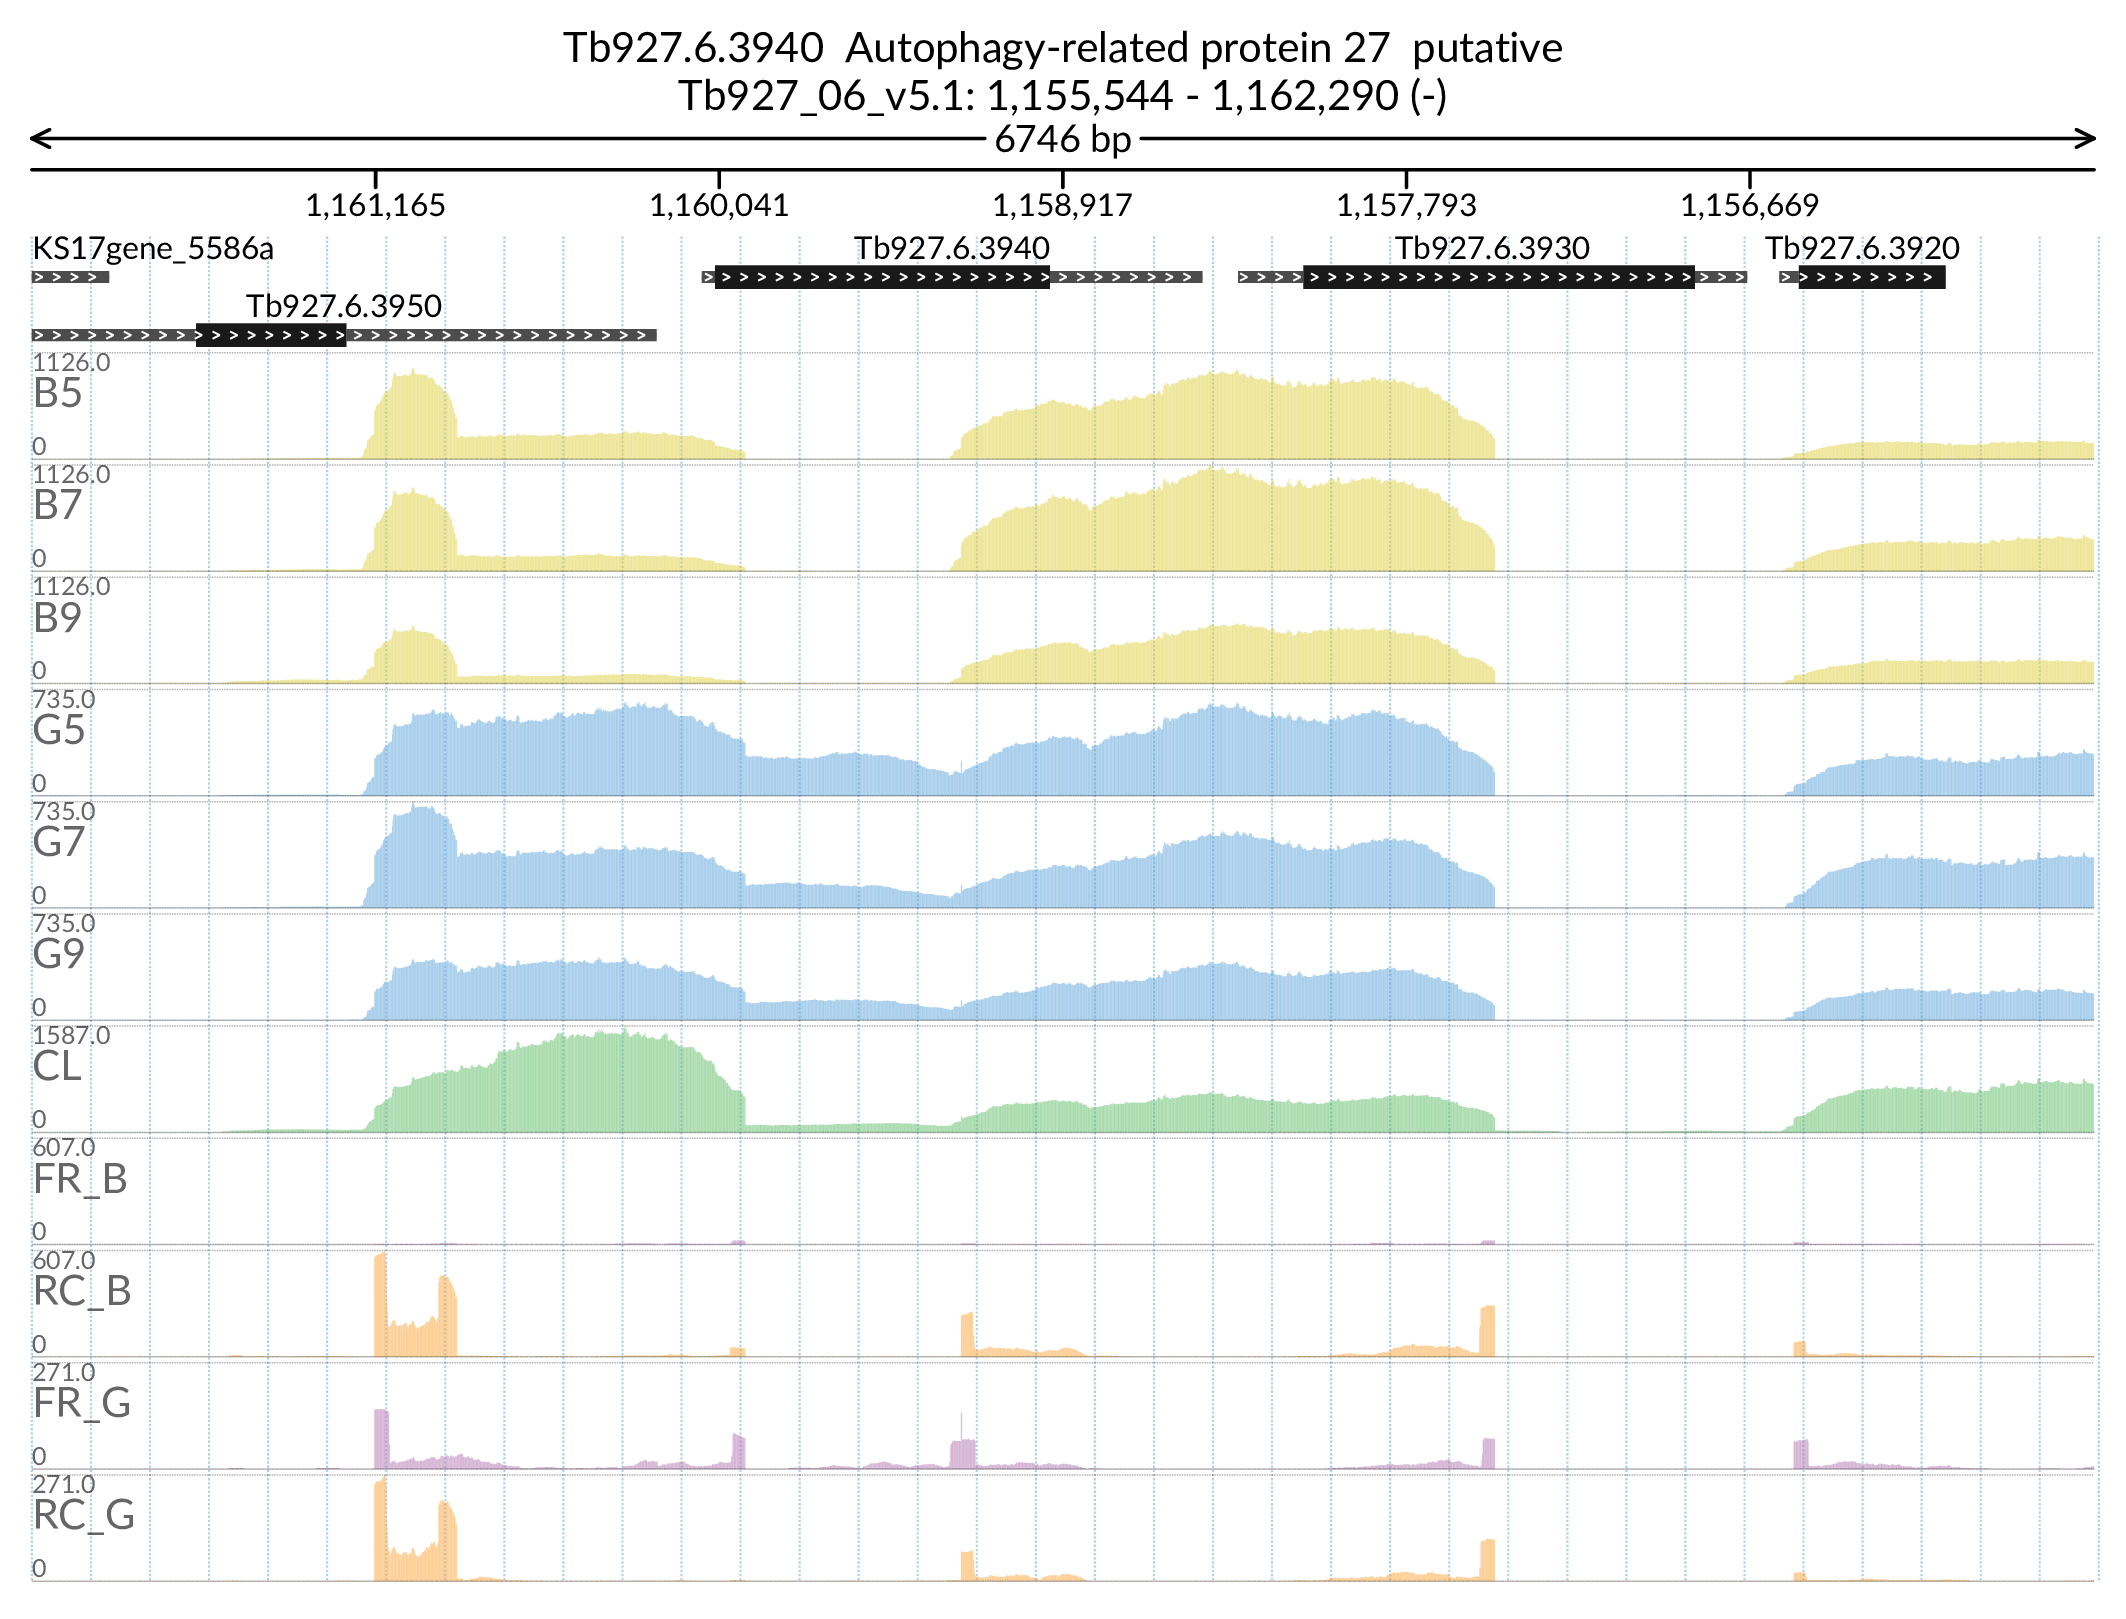 Tb927.6.3940  Autophagy-related protein 27  putative
Tb927_06_v5.1: 1,155,544 - 1,162,290 (-)
6746 bp
1,161,165 1,160,041 1,158,917 1,157,793 1,156,669
KS17gene_5586a Tb927.6.3940 Tb927.6.3930 Tb927.6.3920
Tb927.6.3950
1126.0
B5
0
1126.0
B7
0
1126.0
B9
0
735.0
G5
0
735.0
G7
0
735.0
G9
0
1587.0
CL
0
607.0
FR_B
0
607.0
RC_B
0
271.0
FR_G
0
271.0
RC_G
0